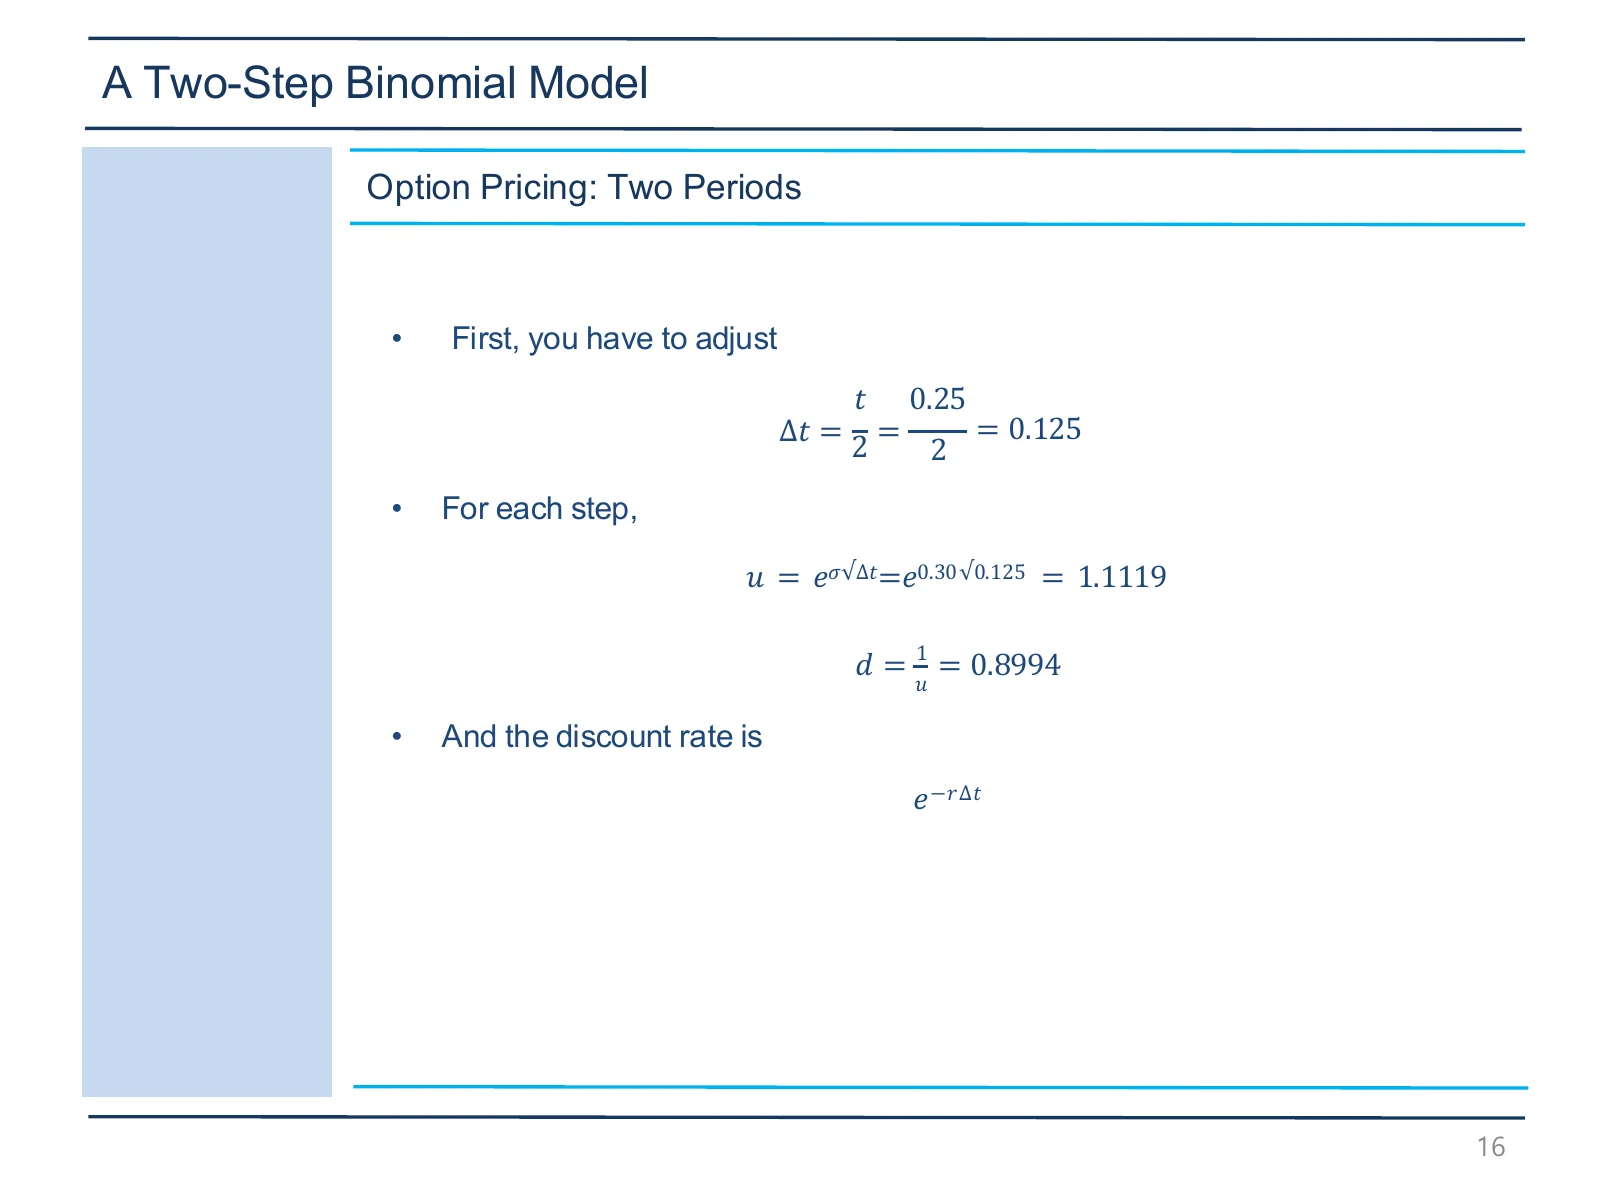 A Two-Step Binomial Model
Option Pricing: Two Periods
• First, you have to adjust
Δt = t/2 = 0.25/2 = 0.125
• For each step,
u = e^{σ√Δt}=e^{0.30√0.125} = 1.1119
d = 1/u = 0.8994
• And the discount rate is
e^{−rΔt}
16